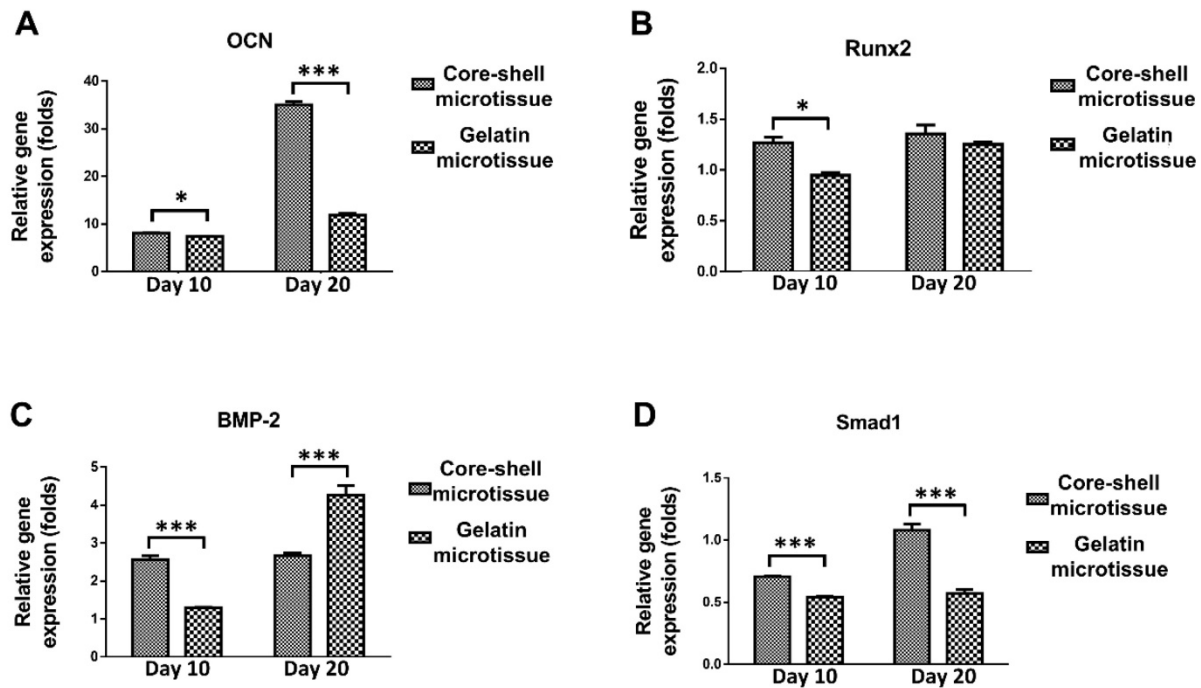 A
OCN
Relative gene
expression (folds)
40
30
20
10
0
*
***
Day 10
Day 20
Core-shell
microtissue
Gelatin
microtissue
B
Runx2
Relative gene
expression (folds)
2.0
1.5
1.0
0.5
0.0
*
Day 10
Day 20
Core-shell
microtissue
Gelatin
microtissue
C
BMP-2
Relative gene
expression (folds)
5
4
3
2
1
0
***
***
Day 10
Day 20
Core-shell
microtissue
Gelatin
microtissue
D
Smad1
Relative gene
expression (folds)
1.5
1.0
0.5
0.0
***
***
Day 10
Day 20
Core-shell
microtissue
Gelatin
microtissue